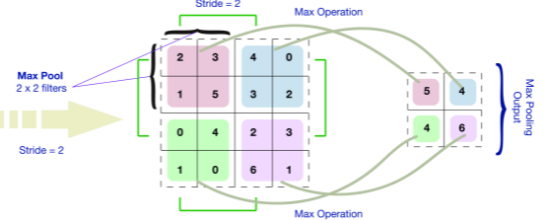 Stride = 2
Max Operation
Max Pool
2 x 2 filters
2 3 4 0
1 5 3 2
0 4 2 3
1 0 6 1
Stride = 2
5 4
4 6
Max Pooling
Output
Max Operation